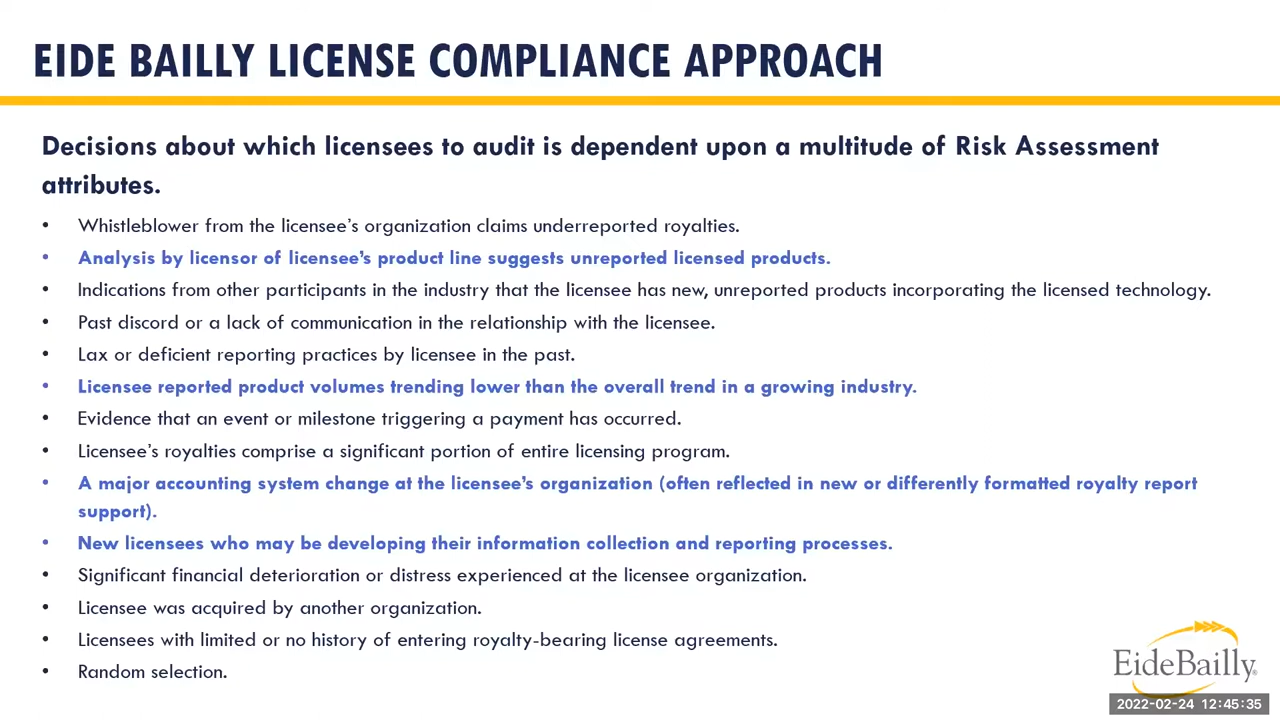 EIDE BAILLY LICENSE COMPLIANCE APPROACH
Decisions about which licensees to audit is dependent upon a multitude of Risk Assessment
attributes.
• Whistleblower from the licensee’s organization claims underreported royalties.
• Analysis by licensor of licensee’s product line suggests unreported licensed products.
• Indications from other participants in the industry that the licensee has new, unreported products incorporating the licensed technology.
• Past discord or a lack of communication in the relationship with the licensee.
• Lax or deficient reporting practices by licensee in the past.
• Licensee reported product volumes trending lower than the overall trend in a growing industry.
• Evidence that an event or milestone triggering a payment has occurred.
• Licensee’s royalties comprise a significant portion of entire licensing program.
• A major accounting system change at the licensee’s organization (often reflected in new or differently formatted royalty report
support).
• New licensees who may be developing their information collection and reporting processes.
• Significant financial deterioration or distress experienced at the licensee organization.
• Licensee was acquired by another organization.
• Licensees with limited or no history of entering royalty-bearing license agreements.
• Random selection.
EideBailly®
2022-02-24 12:45:35